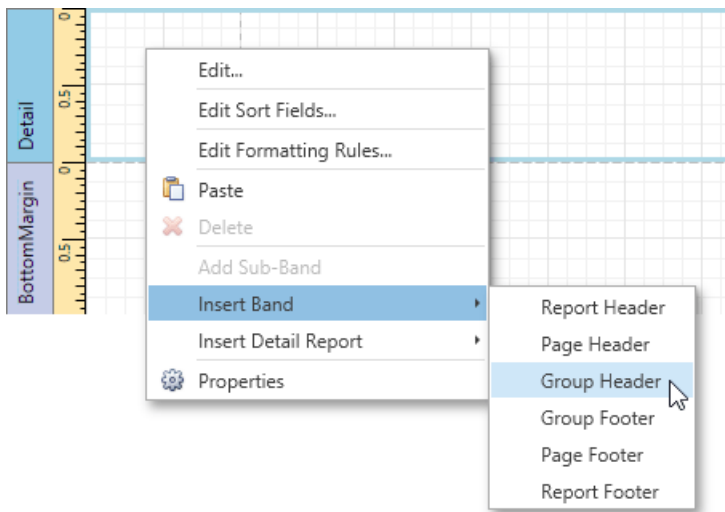 0
0.5
Detail
0
0.5
BottomMargin
Edit...
Edit Sort Fields...
Edit Formatting Rules...
Paste
Delete
Add Sub-Band
Insert Band
Insert Detail Report
Properties
Report Header
Page Header
Group Header
Group Footer
Page Footer
Report Footer